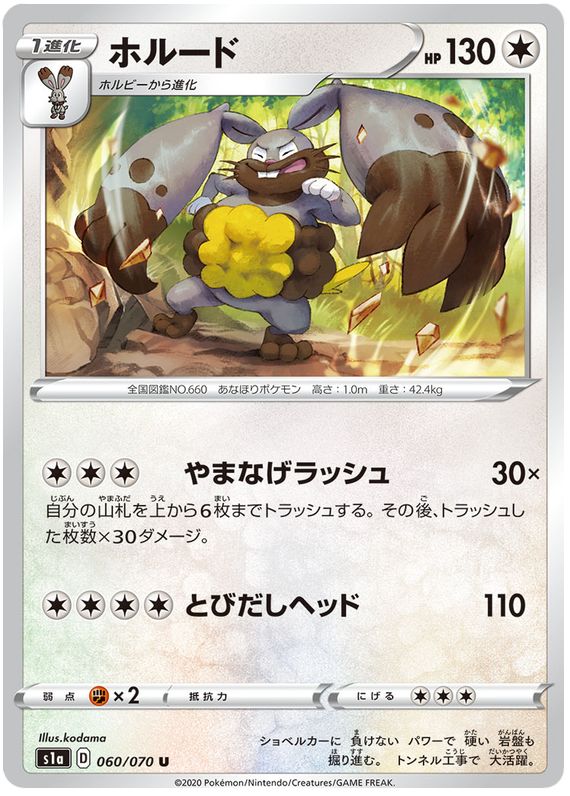 1進化
ホルード
HP 130
ホルビーから進化
全国図鑑NO.660 あなほりポケモン 高さ：1.0m 重さ：42.4kg
やまなげラッシュ 30×
自分の山札を上から6枚までトラッシュする。その後、トラッシュし
た枚数×30ダメージ。
とびだしヘッド 110
弱点 ×2 抵抗力 にげる
Illus.kodama
s1a D 060/070 U
ショベルカーに 負けない パワーで 硬い 岩盤も
掘り進む。 トンネル工事で 大活躍。
©2020 Pokémon/Nintendo/Creatures/GAME FREAK.